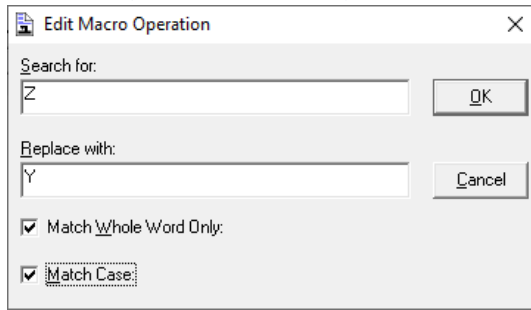 Edit Macro Operation
Search for:
Z
OK
Replace with:
Y
Cancel
Match Whole Word Only:
Match Case: